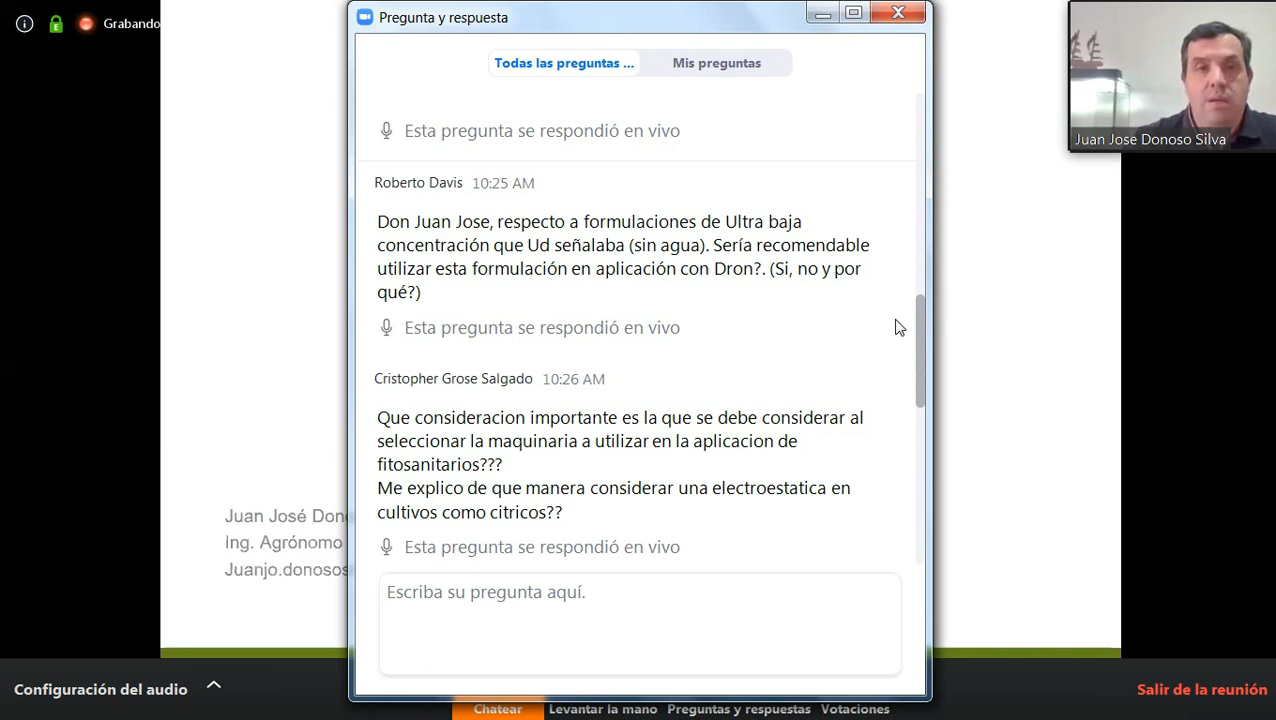 Grabando
Pregunta y respuesta
Todas las preguntas ...
Mis preguntas
Esta pregunta se respondió en vivo
Juan Jose Donoso Silva
Roberto Davis 10:25 AM
Don Juan Jose, respecto a formulaciones de Ultra baja
concentración que Ud señalaba (sin agua). Sería recomendable
utilizar esta formulación en aplicación con Dron?. (Si, no y por
qué?)
Esta pregunta se respondió en vivo
Cristopher Grose Salgado 10:26 AM
Que consideracion importante es la que se debe considerar al
seleccionar la maquinaria a utilizar en la aplicacion de
fitosanitarios???
Me explico de que manera considerar una electroestatica en
cultivos como citricos??
Esta pregunta se respondió en vivo
Juan José Don
Ing. Agrónomo
Juanjo.donosos
Escriba su pregunta aquí.
Configuración del audio
Salir de la reunión
Chatear
Levantar la mano
Preguntas y respuestas
Votaciones